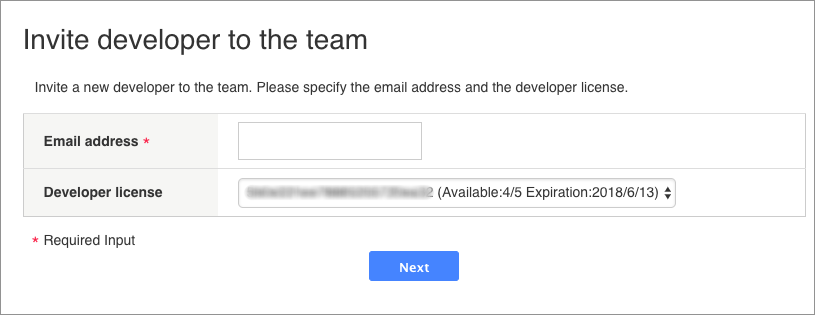 Invite developer to the team
Invite a new developer to the team. Please specify the email address and the developer license.
Email address *
Developer license
(Available:4/5 Expiration:2018/6/13)
* Required Input
Next